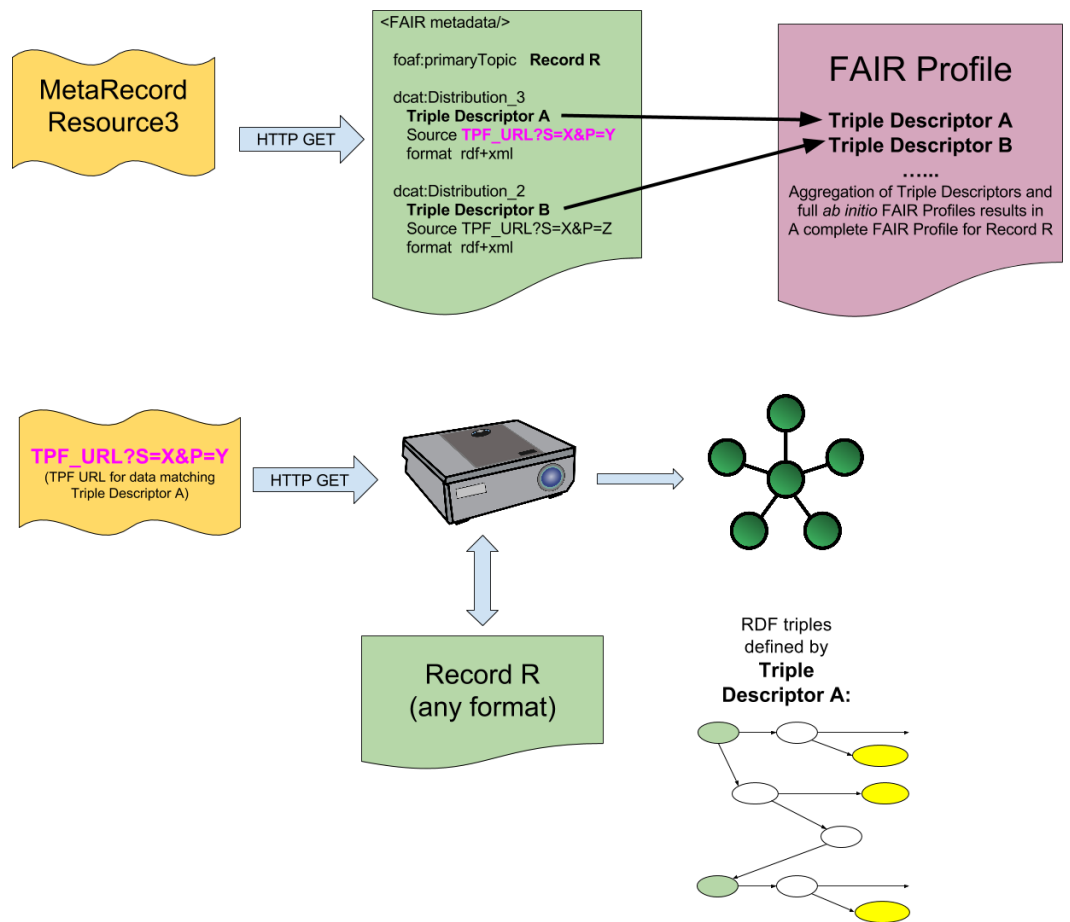 MetaRecord
Resource3
HTTP GET
<FAIR metadata/>
foaf:primaryTopic Record R
dcat:Distribution_3
Triple Descriptor A
Source TPF_URL?S=X&P=Y
format rdf+xml
dcat:Distribution_2
Triple Descriptor B
Source TPF_URL?S=X&P=Z
format rdf+xml
FAIR Profile
Triple Descriptor A
Triple Descriptor B
…...
Aggregation of Triple Descriptors and
full ab initio FAIR Profiles results in
A complete FAIR Profile for Record R
TPF_URL?S=X&P=Y
(TPF URL for data matching
Triple Descriptor A)
HTTP GET
Record R
(any format)
RDF triples
defined by
Triple
Descriptor A: